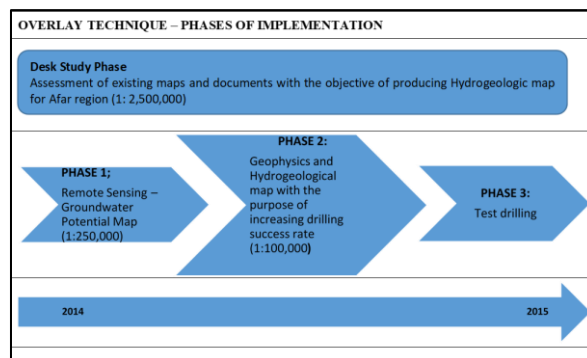 OVERLAY TECHNIQUE – PHASES OF IMPLEMENTATION
Desk Study Phase
Assessment of existing maps and documents with the objective of producing Hydrogeologic map
for Afar region (1: 2,500,000)
PHASE 1;
Remote Sensing –
Groundwater
Potential Map
(1:250,000)
PHASE 2:
Geophysics and
Hydrogeological
map with the
purpose of
increasing drilling
success rate
(1:100,000)
PHASE 3:
Test drilling
2014
2015